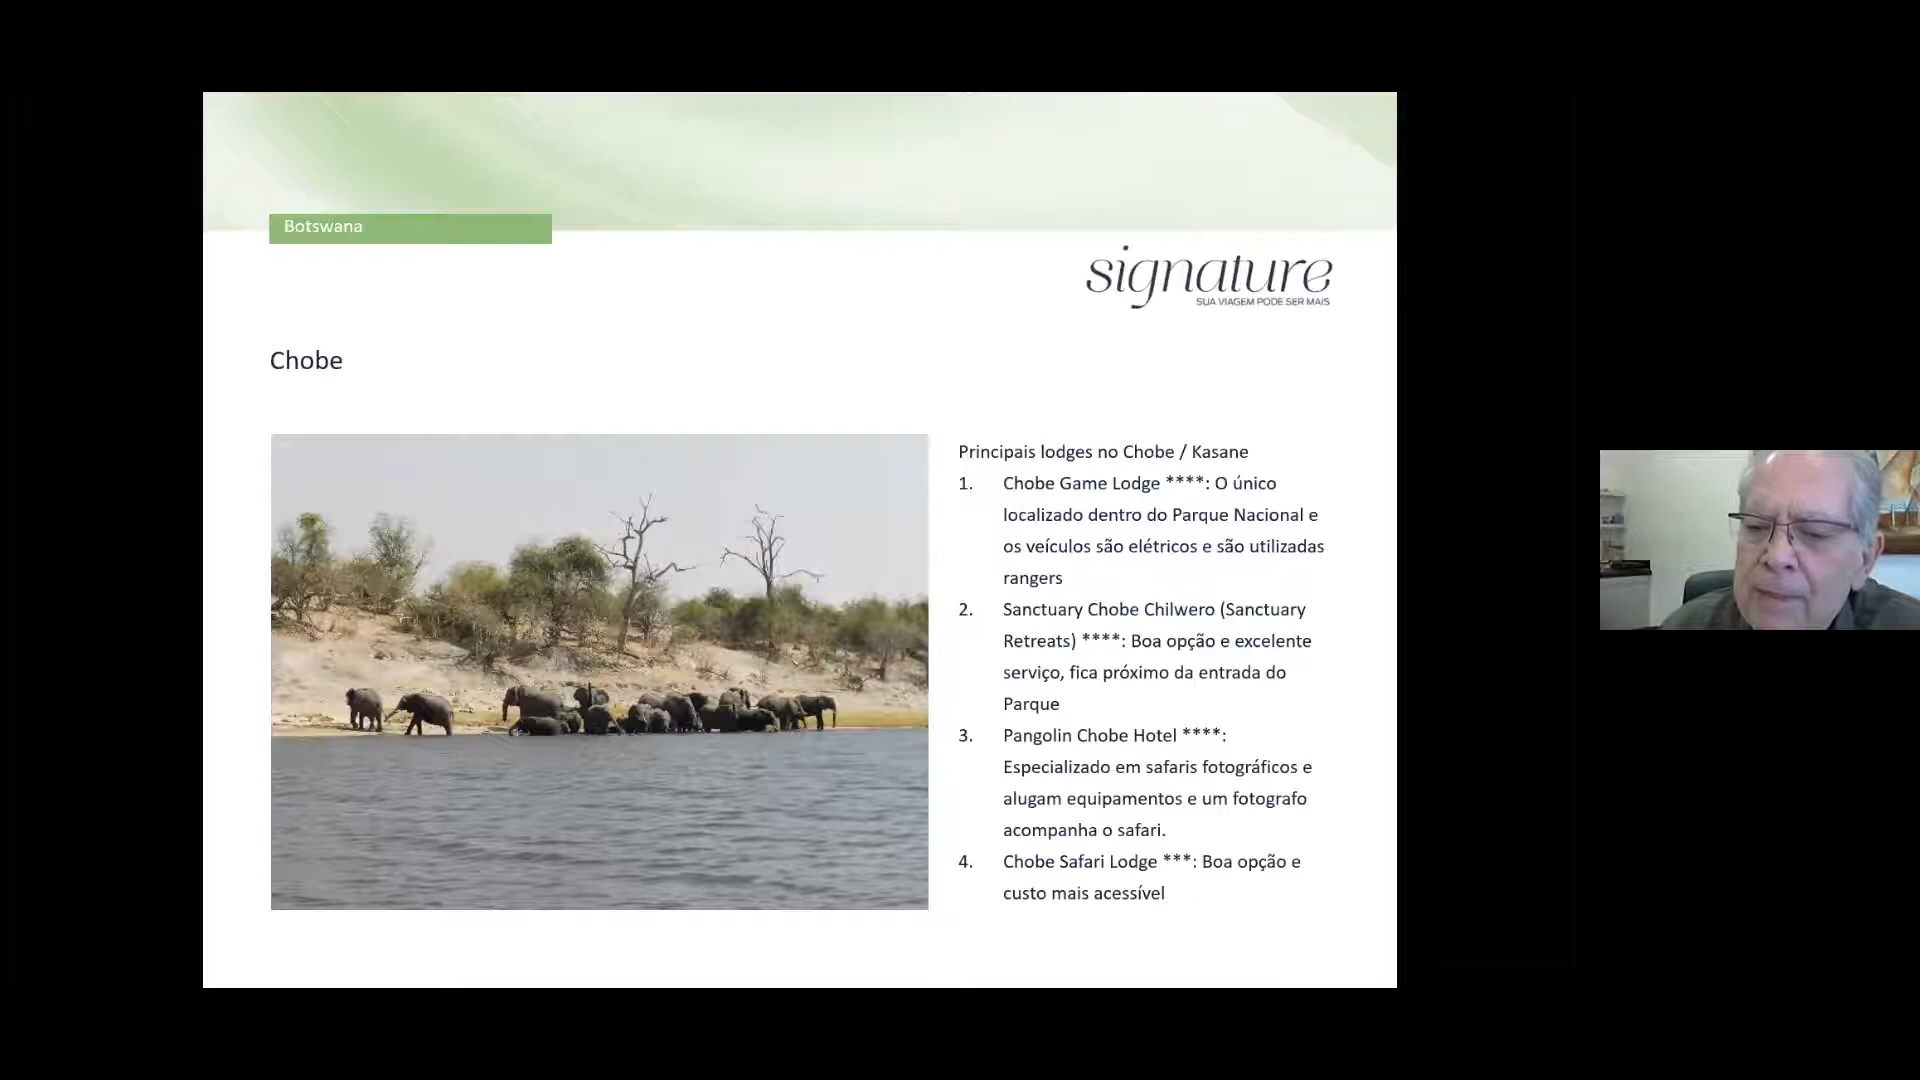 Botswana
signature
SUA VIAGEM PODE SER MAIS
Chobe
Principais lodges no Chobe / Kasane
1. Chobe Game Lodge ****: O único
localizado dentro do Parque Nacional e
os veículos são elétricos e são utilizadas
rangers
2. Sanctuary Chobe Chilwero (Sanctuary
Retreats) ****: Boa opção e excelente
serviço, fica próximo da entrada do
Parque
3. Pangolin Chobe Hotel ****:
Especializado em safaris fotográficos e
alugam equipamentos e um fotografo
acompanha o safari.
4. Chobe Safari Lodge ***: Boa opção e
custo mais acessível